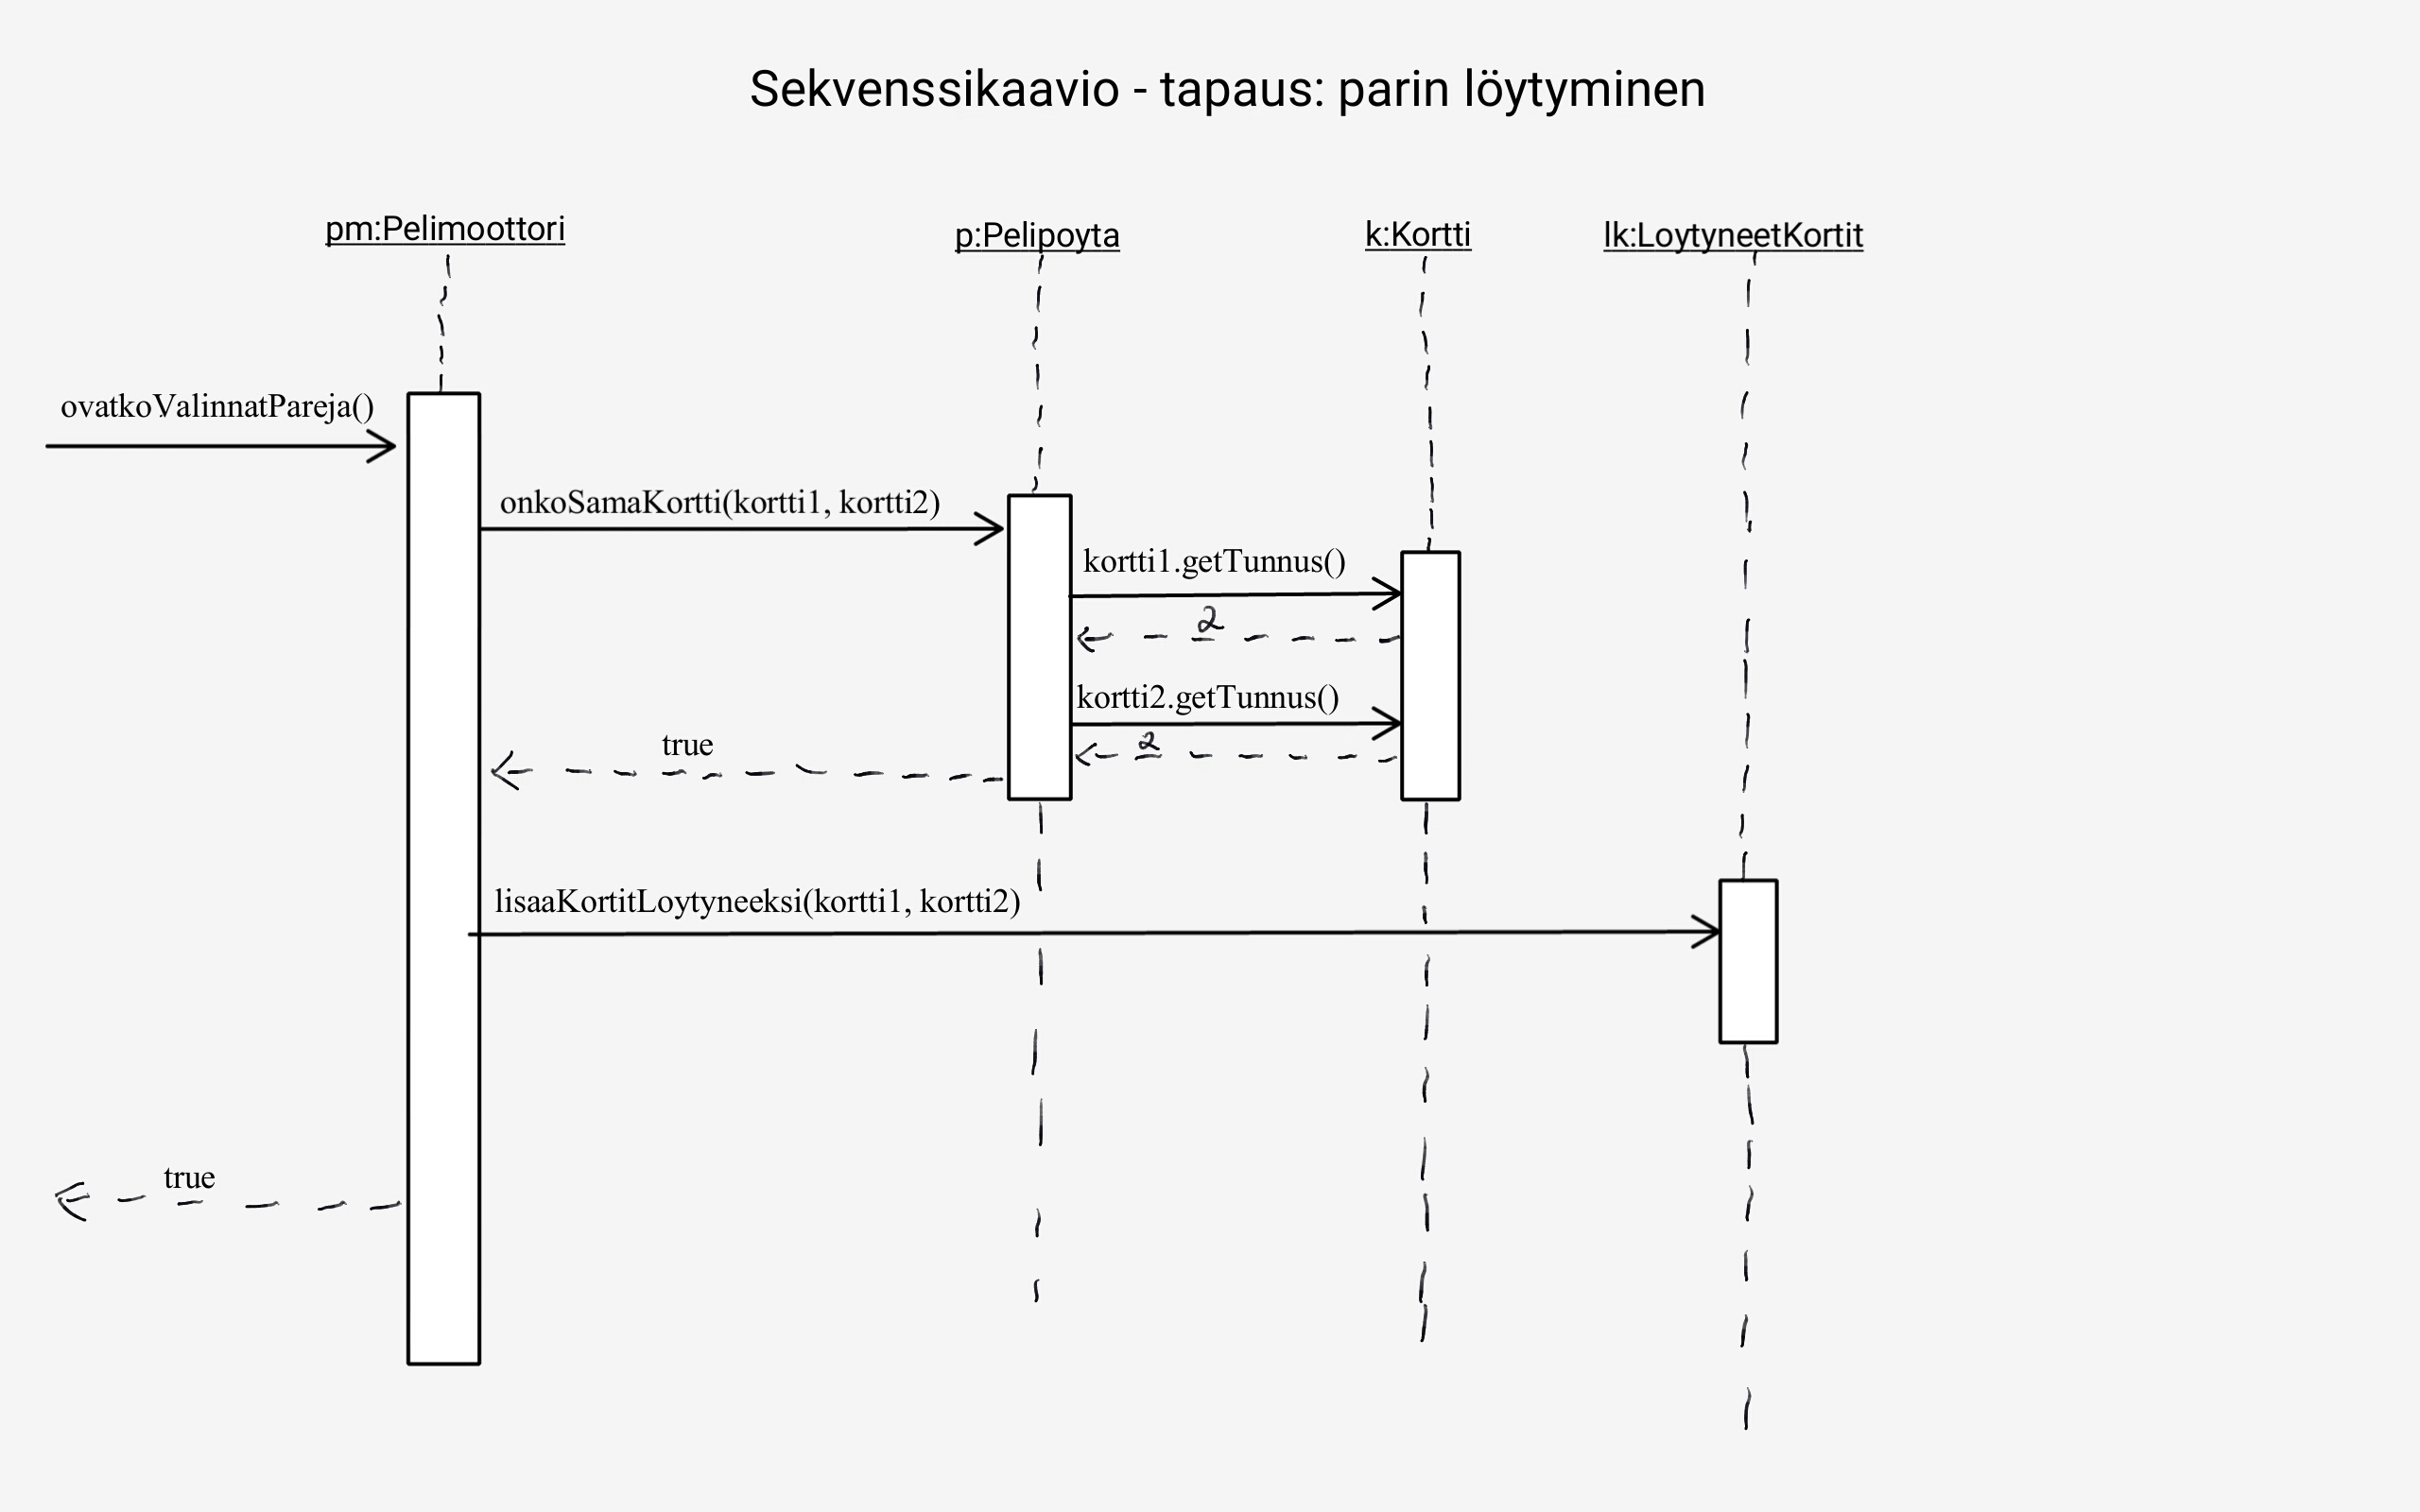 Sekvenssikaavio - tapaus: parin löytyminen
pm:Pelimoottori
p:Pelipoyta
k:Kortti
lk:LoytyneetKortit
ovatkoValinnatPareja()
onkoSamaKortti(kortti1, kortti2)
kortti1.getTunnus()
2
kortti2.getTunnus()
2
true
lisaaKortitLoytyneeksi(kortti1, kortti2)
true